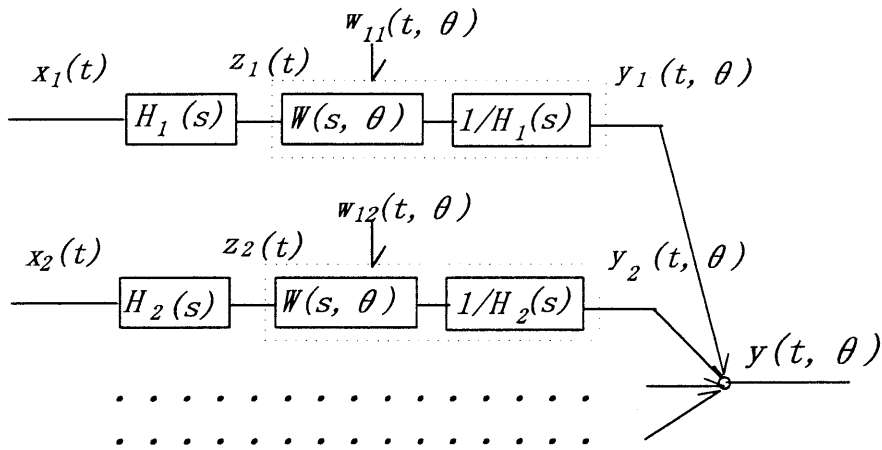 w₁₁(t, θ)
x₁(t)
z₁(t)
y₁(t, θ)
H₁(s)
W(s, θ)
1/H₁(s)
w₁₂(t, θ)
x₂(t)
z₂(t)
y₂(t, θ)
H₂(s)
W(s, θ)
1/H₂(s)
y(t, θ)